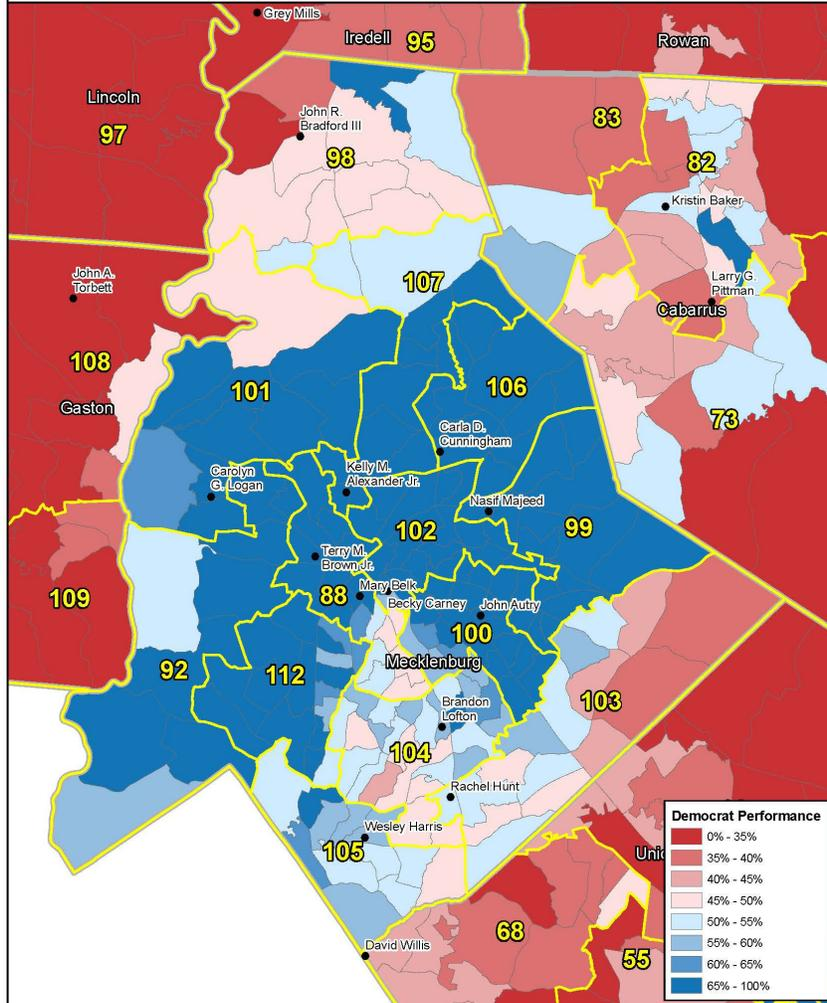 Grey Mills
Iredell 95
Rowan
Lincoln
97
John R.
Bradford III
98
83
82
Kristin Baker
John A.
Torbett
107
Larry G.
Pittman
Cabarrus
108
101
106
Gaston
73
Carla D.
Cunningham
Carolyn
G. Logan
Kelly M.
Alexander Jr.
Nasif Majeed
102
99
Terry M.
Brown Jr.
109
88
Mary Belk
Becky Carney
John Autry
100
Mecklenburg
92
112
103
Brandon
Lofton
104
Rachel Hunt
Wesley Harris
105
68
David Willis
55
Democrat Performance
0% - 35%
35% - 40%
40% - 45%
45% - 50%
50% - 55%
55% - 60%
60% - 65%
65% - 100%